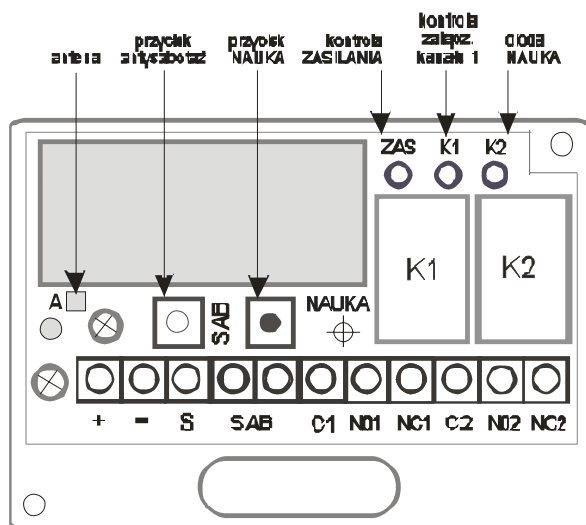 antena
przycisk
antysabotaż
przycisk
NAUKA
kontrola
ZASILANIA
kontrola
załącz.
kanału 1
dioda
NAUKA
ZAS K1 K2
K1 K2
A
SAB
NAUKA
+ - S SAB C1 NO1 NC1 C2 NO2 NC2